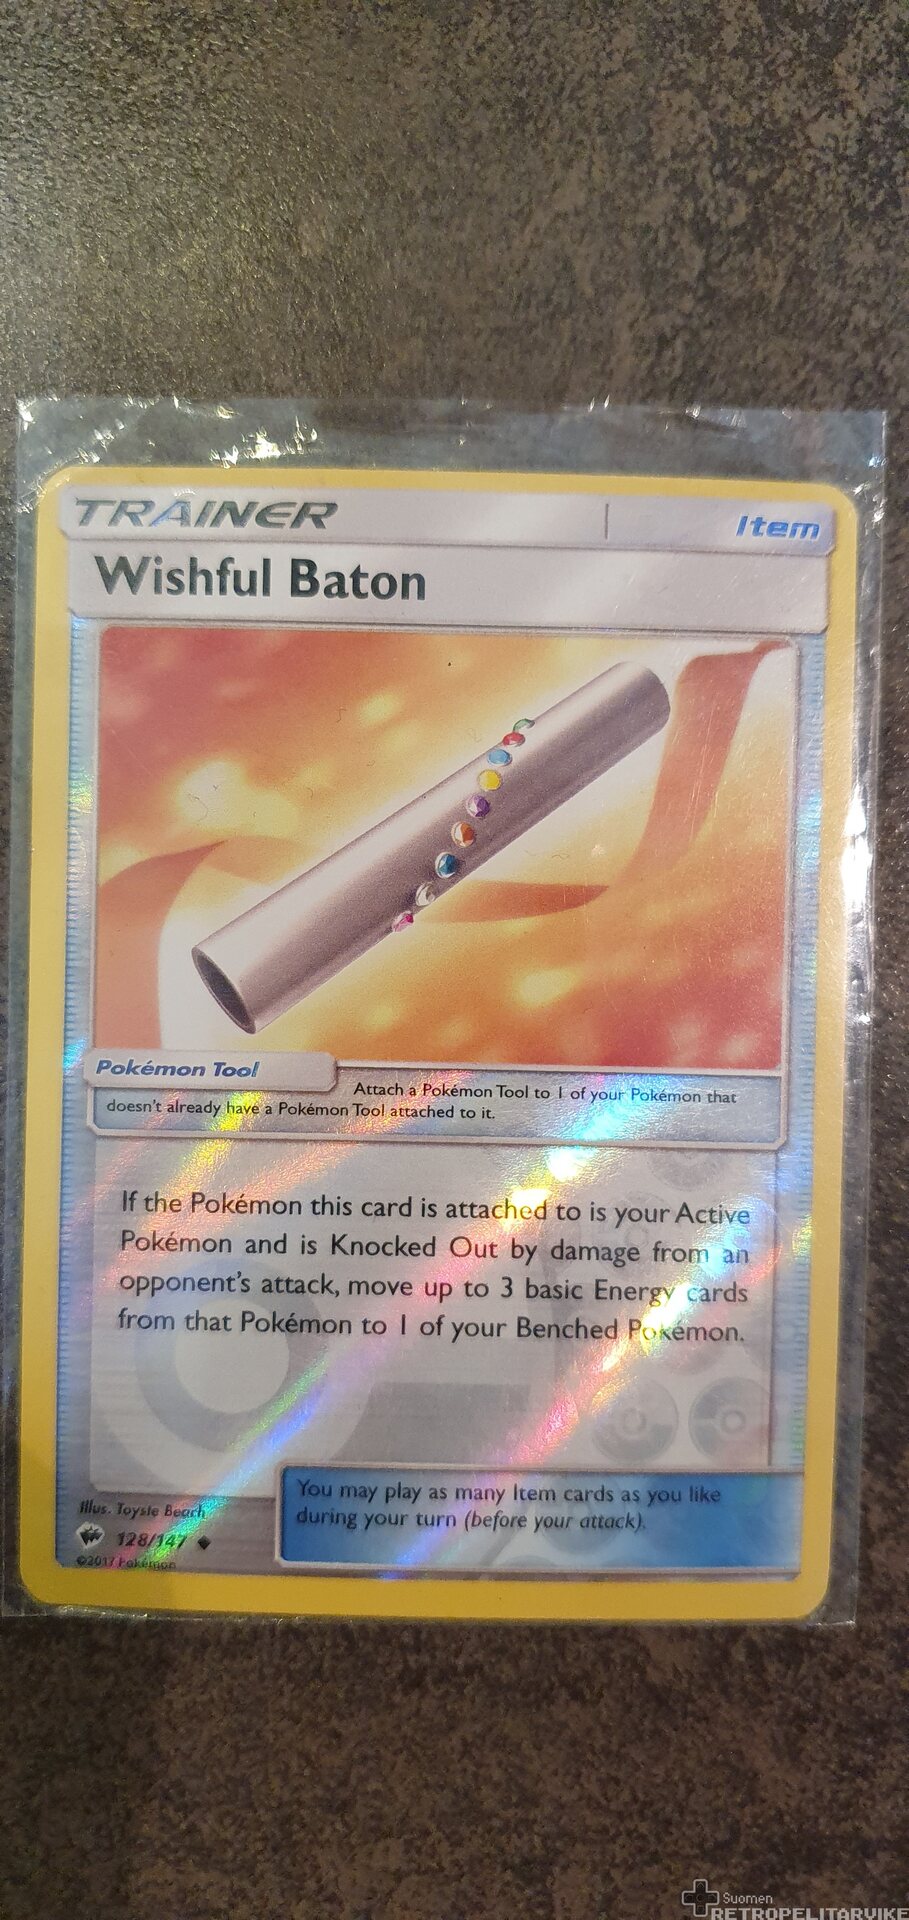 TRAINER
Item
Wishful Baton
Pokémon Tool
Attach a Pokémon Tool to 1 of your Pokémon that
doesn't already have a Pokémon Tool attached to it.
If the Pokémon this card is attached to is your Active
Pokémon and is Knocked Out by damage from an
opponent's attack, move up to 3 basic Energy cards
from that Pokémon to 1 of your Benched Pokémon.
You may play as many Item cards as you like
during your turn (before your attack).
Illus. Toyste Beach
128/147
©2017 Pokémon
Suomen
RETROPELITARVIKE